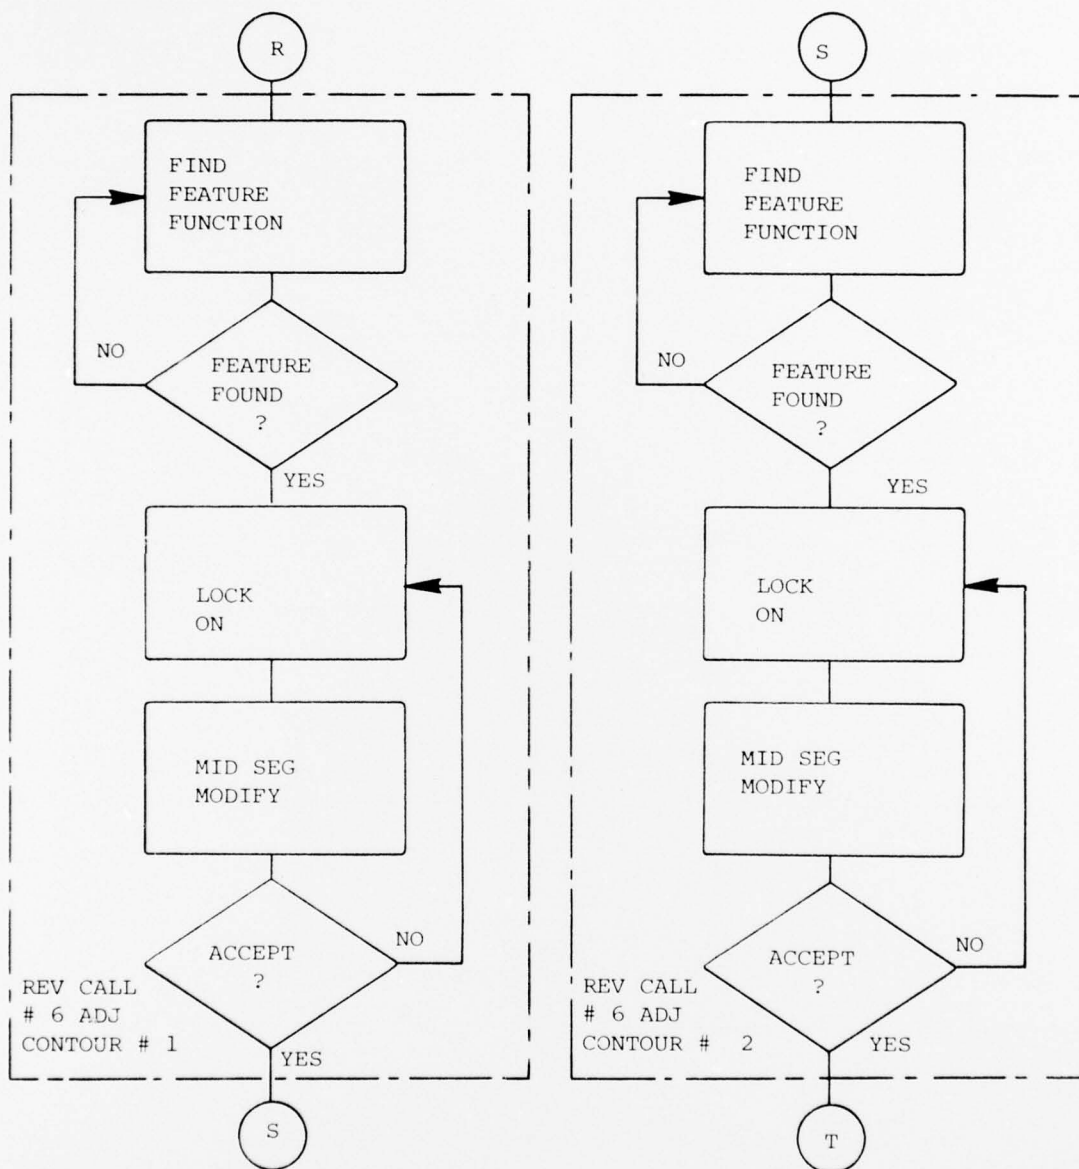 R
FIND
FEATURE
FUNCTION
NO
FEATURE
FOUND
?
YES
LOCK
ON
MID SEG
MODIFY
ACCEPT
?
NO
REV CALL
# 6 ADJ
CONTOUR # 1
YES
S
S
FIND
FEATURE
FUNCTION
NO
FEATURE
FOUND
?
YES
LOCK
ON
MID SEG
MODIFY
ACCEPT
?
NO
REV CALL
# 6 ADJ
CONTOUR # 2
YES
T